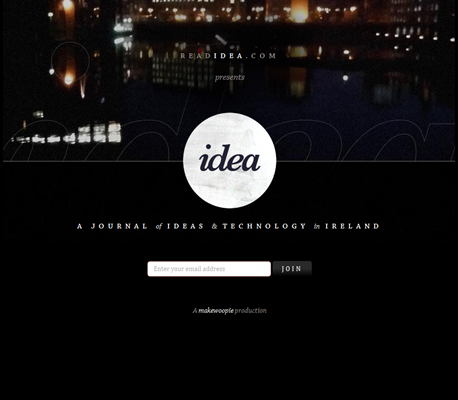 READIDEA.COM
presents
idea
A JOURNAL of IDEAS & TECHNOLOGY in IRELAND
Enter your email address
JOIN
A makewoopie production